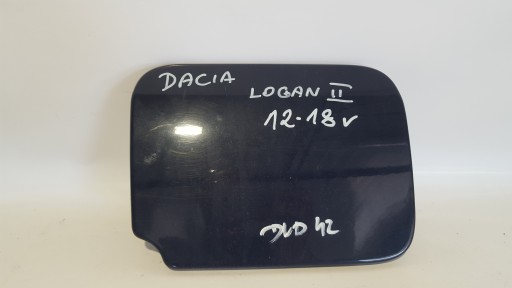 DACIA
LOGAN II
12-18r
DVD 42